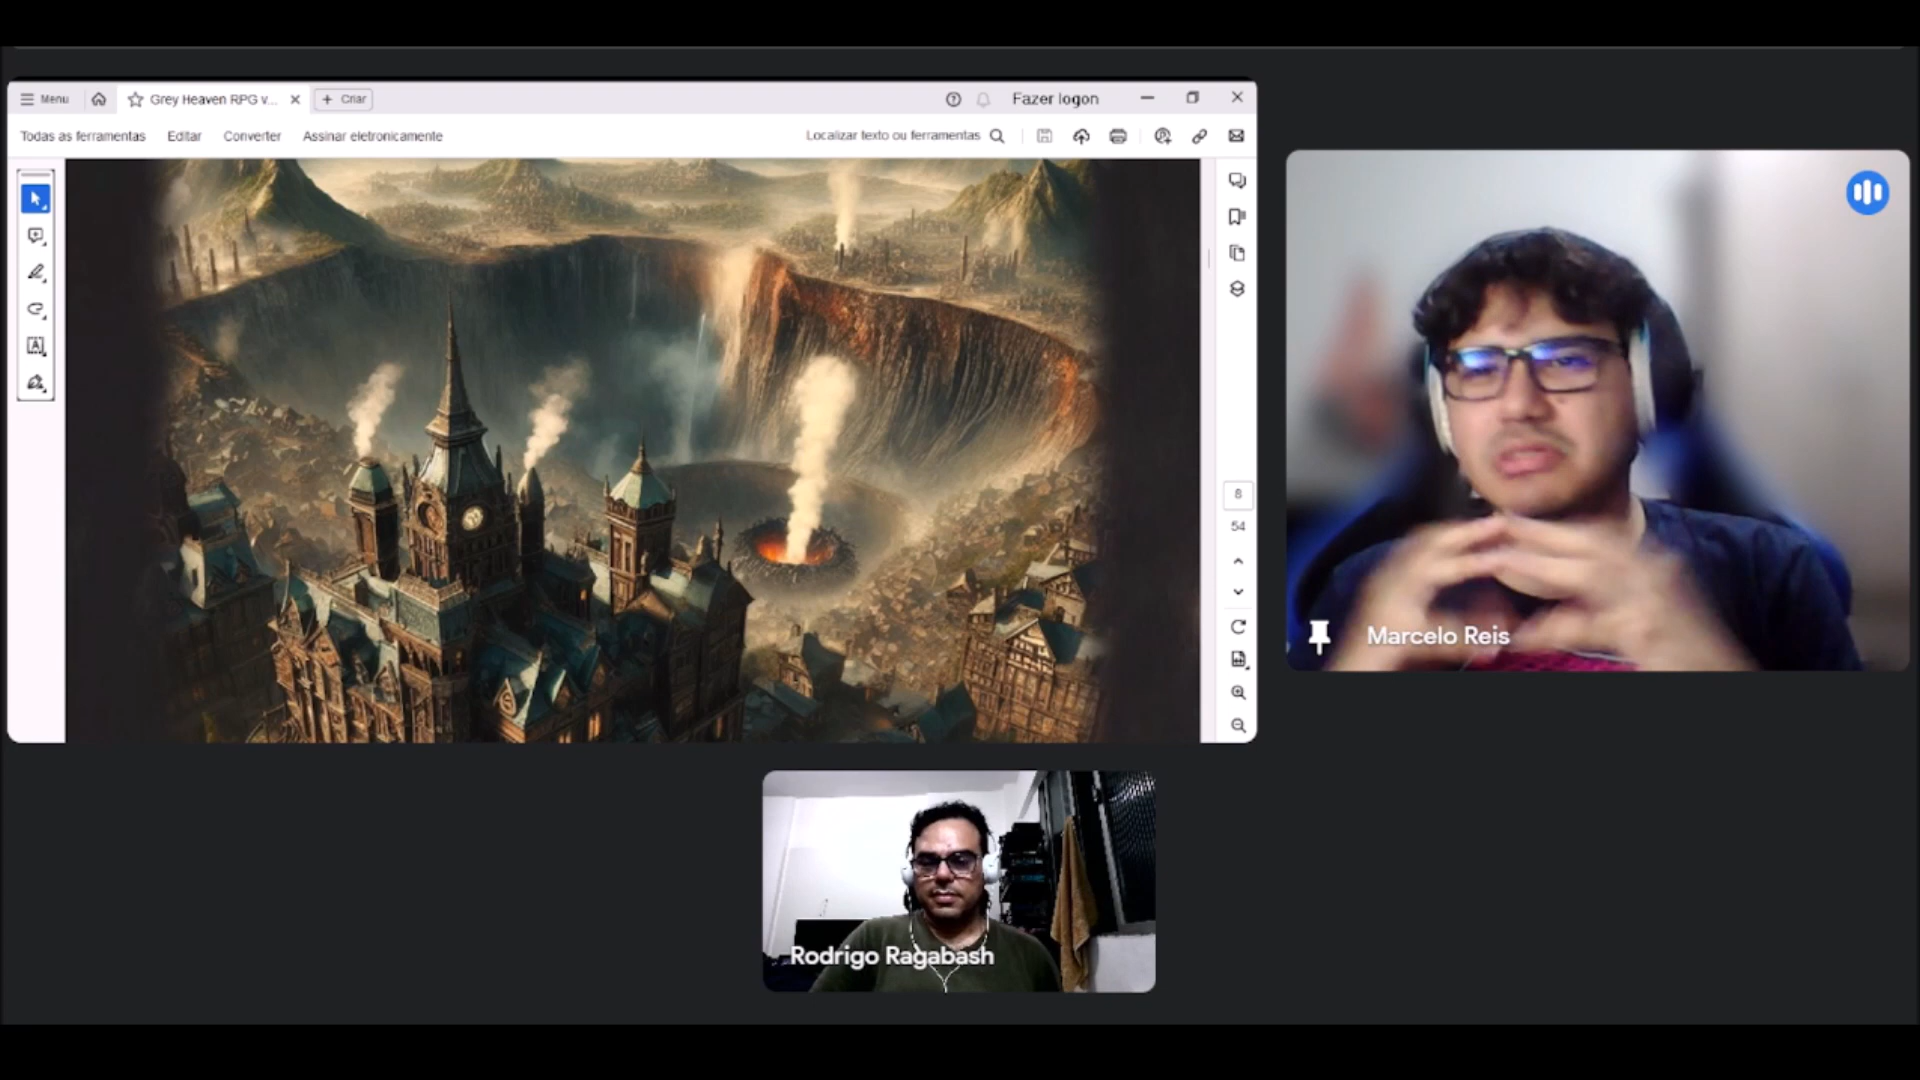 Menu
Grey Heaven RPG v...
Criar
Fazer logon
Todas as ferramentas
Editar
Converter
Assinar eletronicamente
Localizar texto ou ferramentas
8
54
Marcelo Reis
Rodrigo Ragabash